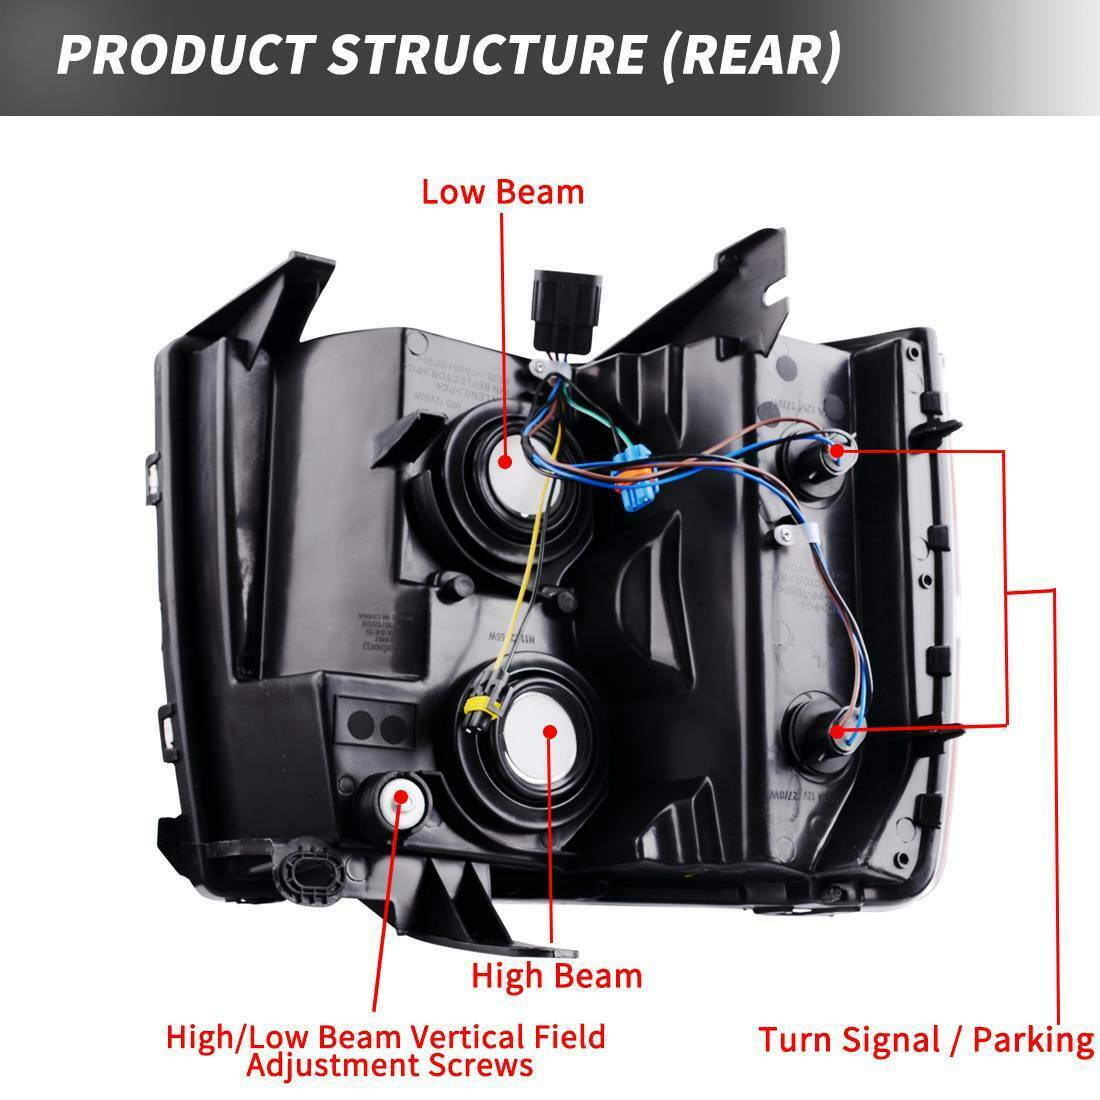 PRODUCT STRUCTURE (REAR)
Low Beam
High Beam
High/Low Beam Vertical Field
Adjustment Screws
Turn Signal / Parking